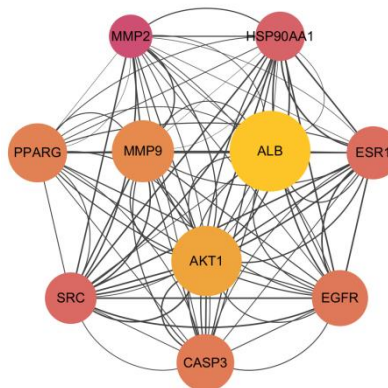 MMP2
HSP90AA1
PPARG
MMP9
ALB
ESR1
AKT1
SRC
EGFR
CASP3